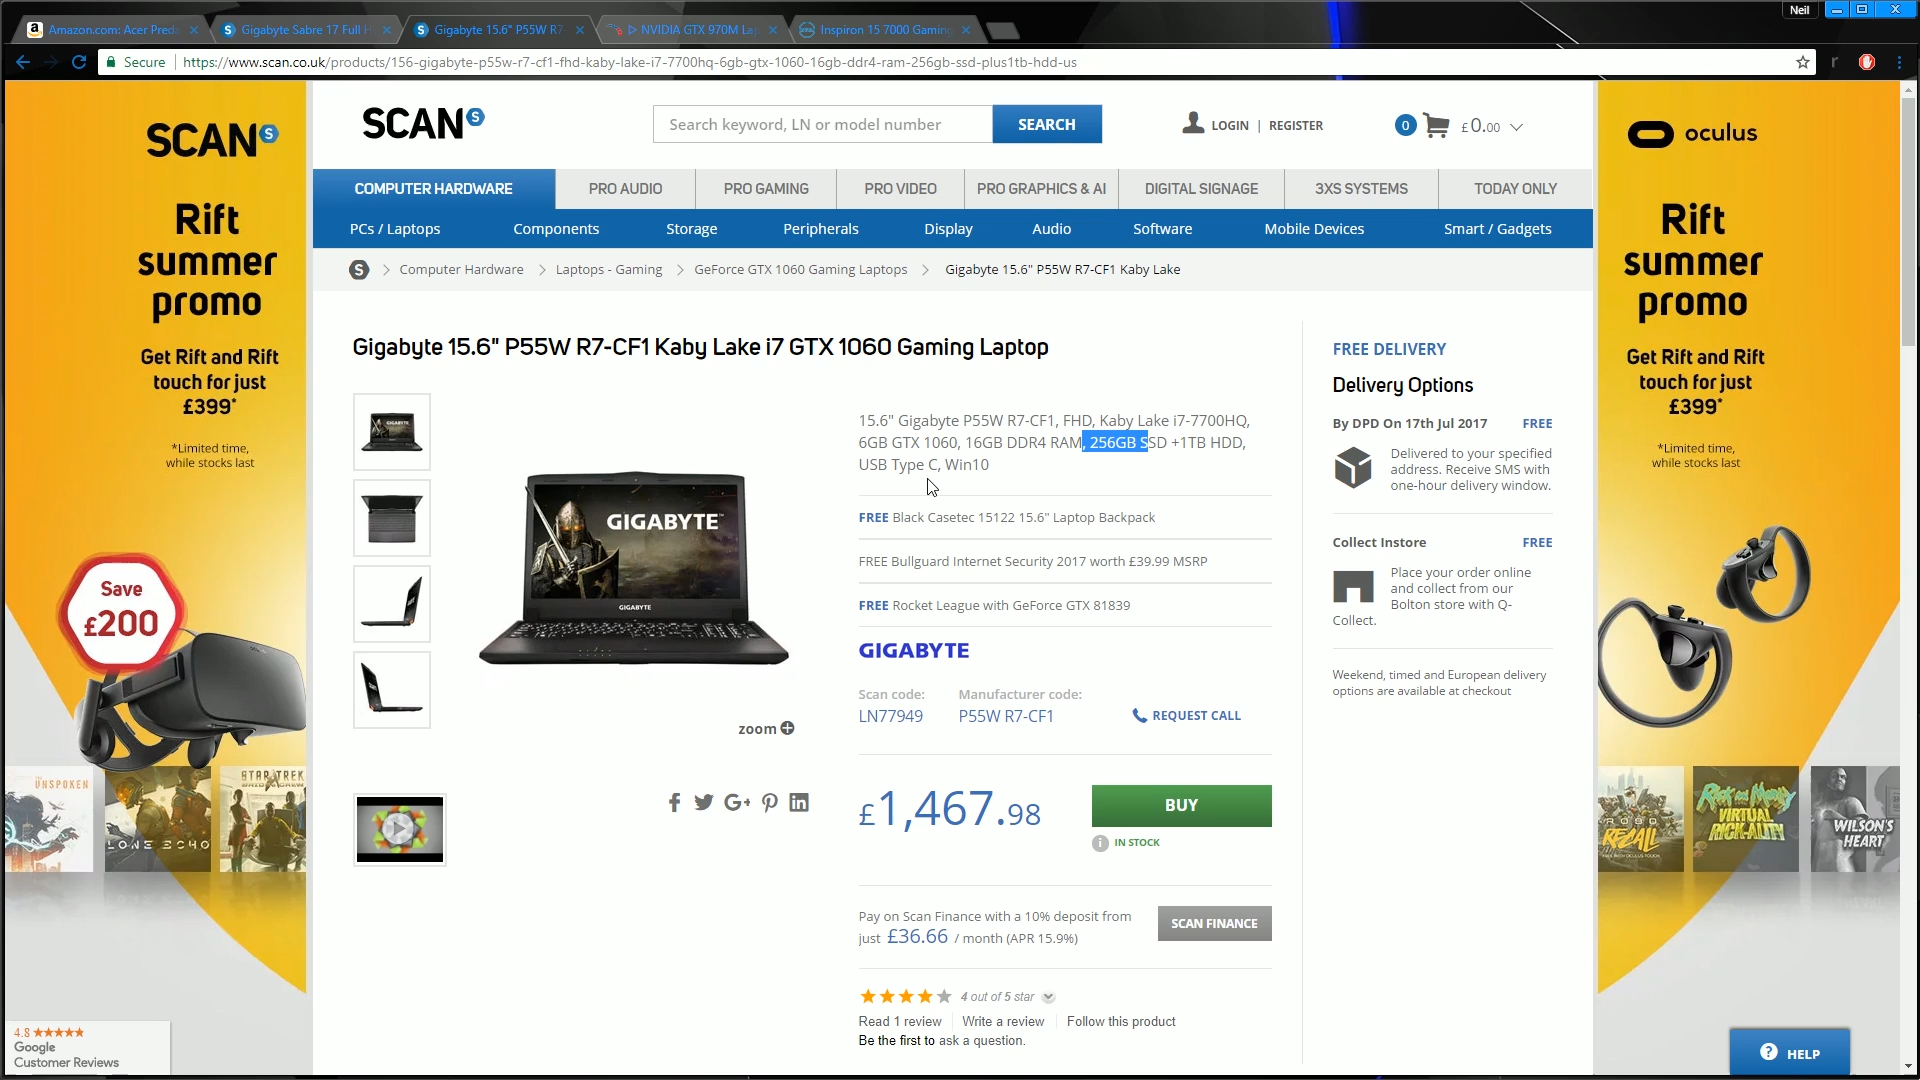 Neil
Amazon.com: Acer Preda
Gigabyte Sabre 17 Full H
Gigabyte 15.6" P55W R7-
▷ NVIDIA GTX 970M La
Inspiron 15 7000 Gaming
Secure
https://www.scan.co.uk/products/156-gigabyte-p55w-r7-cf1-fhd-kaby-lake-i7-7700hq-6gb-gtx-1060-16gb-ddr4-ram-256gb-ssd-plus1tb-hdd-us
SCAN S
Rift
summer
promo
Get Rift and Rift
touch for just
£399*
*Limited time,
while stocks last
Save
£200
THE UNSPOKEN
LONE ECHO
STAR TREK
BRIDGE CREW
4.8 ★★★★★
Google
Customer Reviews
SCAN S
Search keyword, LN or model number
SEARCH
LOGIN | REGISTER
0
£0.00
COMPUTER HARDWARE
PRO AUDIO
PRO GAMING
PRO VIDEO
PRO GRAPHICS & AI
DIGITAL SIGNAGE
3XS SYSTEMS
TODAY ONLY
PCs / Laptops
Components
Storage
Peripherals
Display
Audio
Software
Mobile Devices
Smart / Gadgets
S > Computer Hardware > Laptops - Gaming > GeForce GTX 1060 Gaming Laptops > Gigabyte 15.6" P55W R7-CF1 Kaby Lake
Gigabyte 15.6" P55W R7-CF1 Kaby Lake i7 GTX 1060 Gaming Laptop
GIGABYTE™
GIGABYTE
zoom
15.6" Gigabyte P55W R7-CF1, FHD, Kaby Lake i7-7700HQ,
6GB GTX 1060, 16GB DDR4 RAM, 256GB SSD +1TB HDD,
USB Type C, Win10
FREE Black Casetec 15122 15.6" Laptop Backpack
FREE Bullguard Internet Security 2017 worth £39.99 MSRP
FREE Rocket League with GeForce GTX 81839
GIGABYTE
Scan code:
LN77949
Manufacturer code:
P55W R7-CF1
REQUEST CALL
£1,467.98
BUY
IN STOCK
Pay on Scan Finance with a 10% deposit from
just £36.66 / month (APR 15.9%)
SCAN FINANCE
4 out of 5 star
Read 1 review
Write a review
Follow this product
Be the first to ask a question.
FREE DELIVERY
Delivery Options
By DPD On 17th Jul 2017
FREE
Delivered to your specified
address. Receive SMS with
one-hour delivery window.
Collect Instore
FREE
Place your order online
and collect from our
Bolton store with Q-
Collect.
Weekend, timed and European delivery
options are available at checkout
oculus
Rift
summer
promo
Get Rift and Rift
touch for just
£399*
*Limited time,
while stocks last
ROBO
RECALL
Rick and Morty
VIRTUAL
RICK-ALITY
WILSON'S
HEART
? HELP